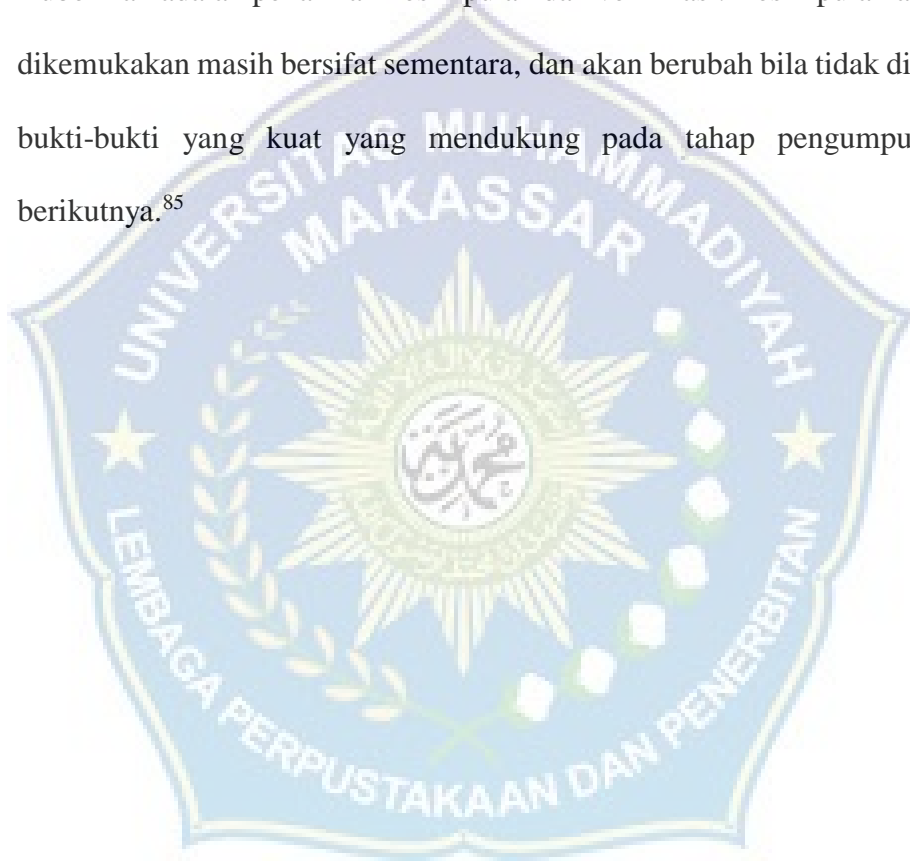 dikemukakan masih bersifat sementara, dan akan berubah bila tidak di
bukti-bukti yang kuat yang mendukung pada tahap pengumpu
berikutnya.85
UNIVERSITAS MUHAMMADIYAH
MAKASSAR
LEMBAGA PERPUSTAKAAN DAN PENERBITAN